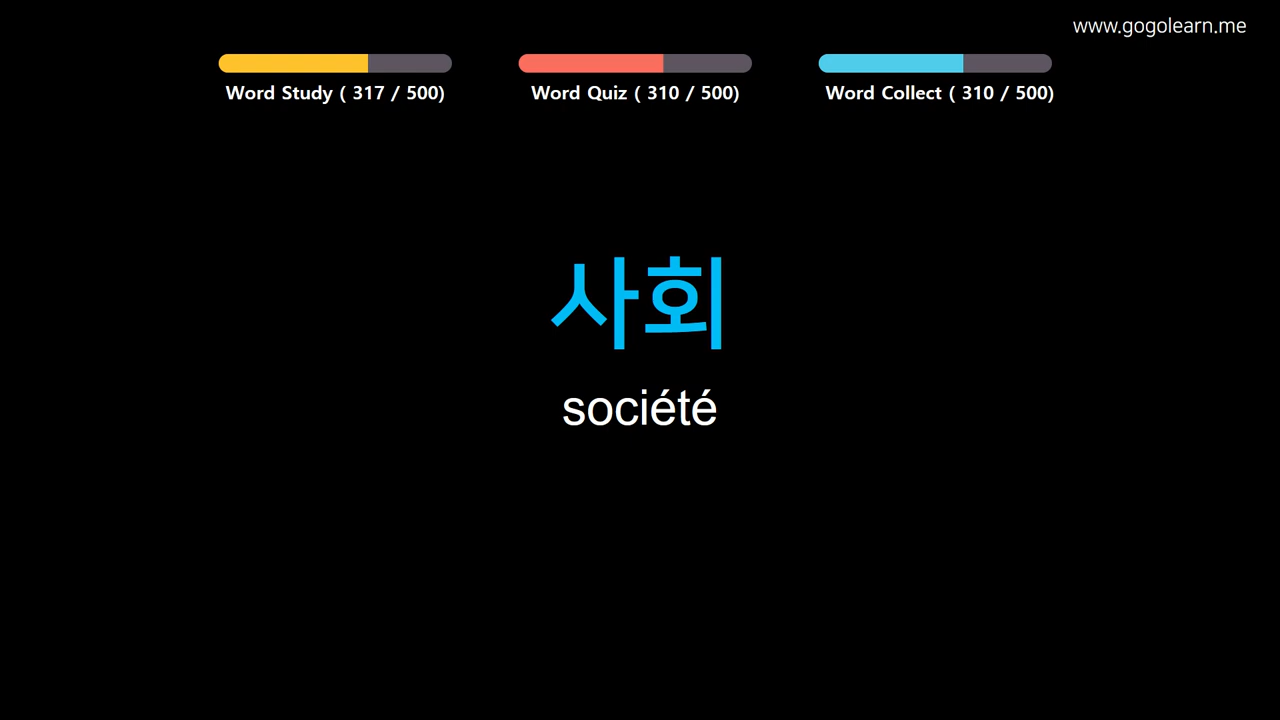 www.gogolearn.me
Word Study ( 317 / 500)
Word Quiz ( 310 / 500)
Word Collect ( 310 / 500)
사회
société